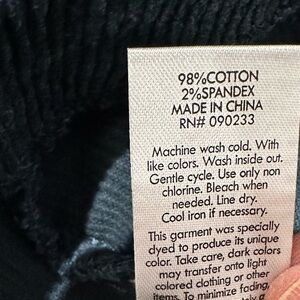 98%COTTON
2%SPANDEX
MADE IN CHINA
RN# 090233
Machine wash cold. With
like colors. Wash inside out.
Gentle cycle. Use only non
chlorine. Bleach when
needed. Line dry.
Cool iron if necessary.
This garment was specially
dyed to produce its unique
color. Take care, dark colors
may transfer onto light
colored clothing or other
items. To minimize fading,